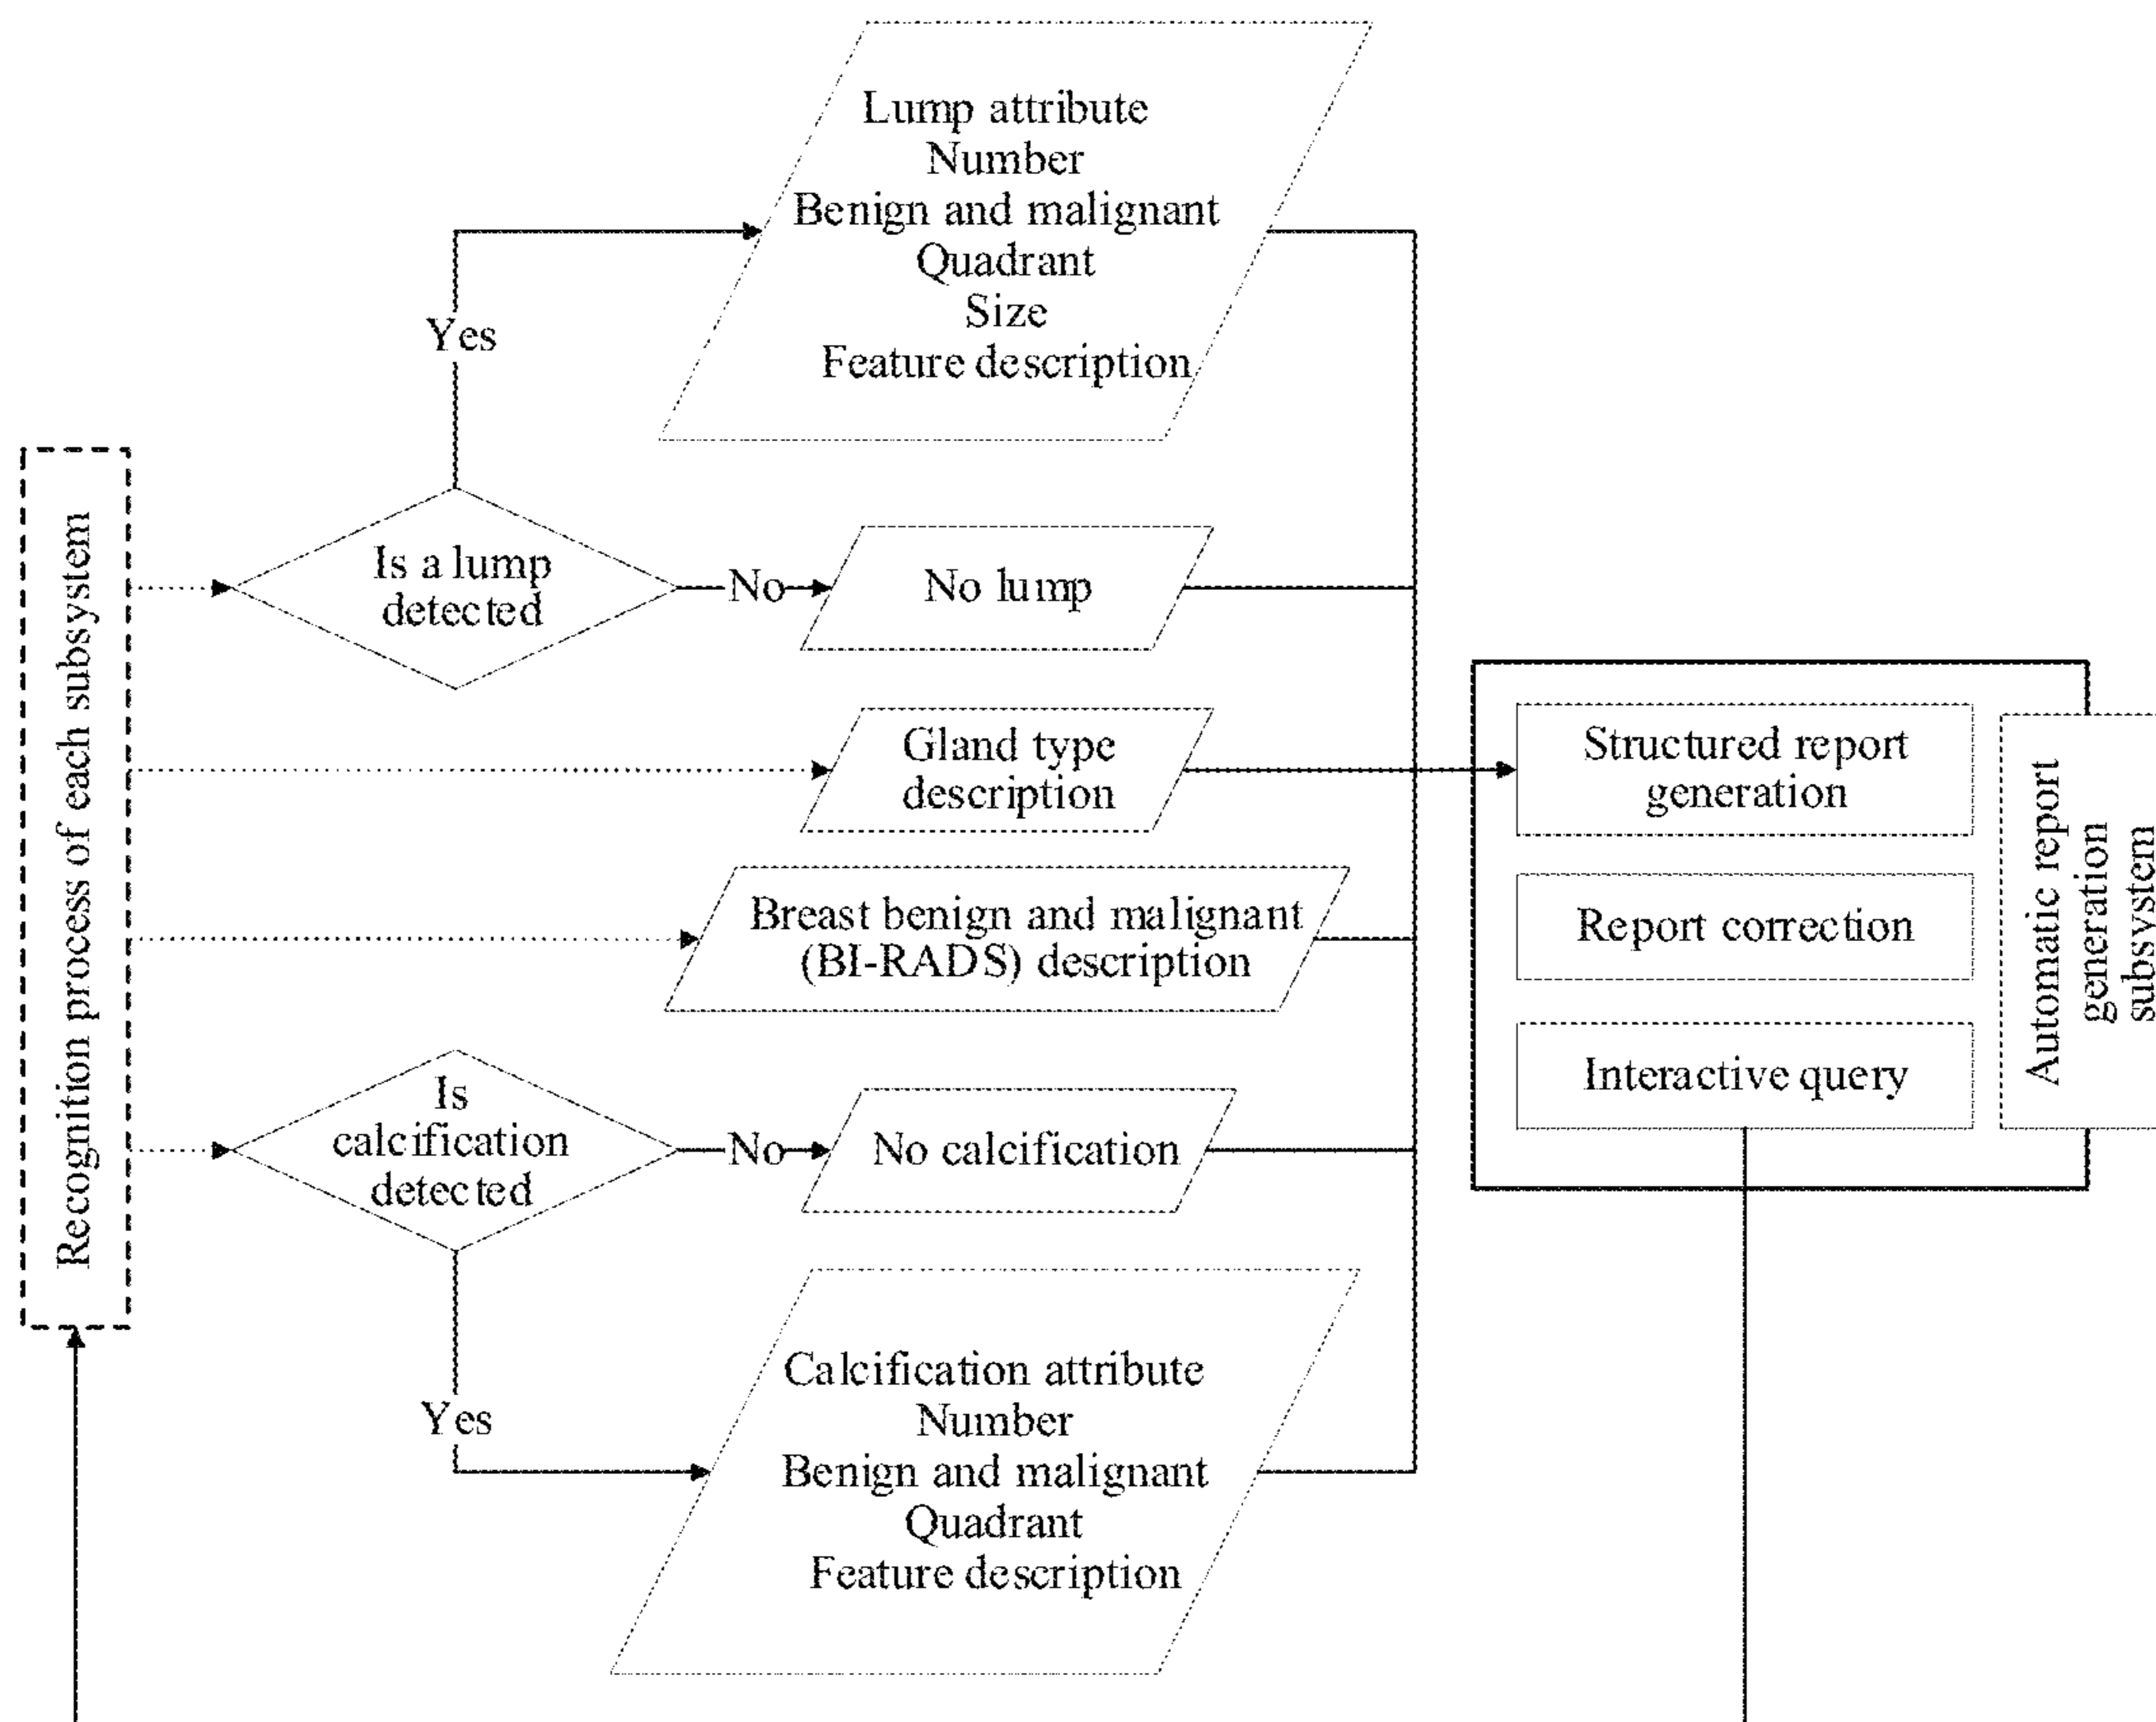 Lump attribute
Number
Benign and malignant
Quadrant
Size
Feature description
Yes
Recognition process of each subsystem
Is a lump
detected
No
No lump
Gland type
description
Structured report
generation
Automatic report
generation
subsystem
Breast benign and malignant
(BI-RADS) description
Report correction
Interactive query
Is
calcification
detected
No
No calcification
Yes
Calcification attribute
Number
Benign and malignant
Quadrant
Feature description